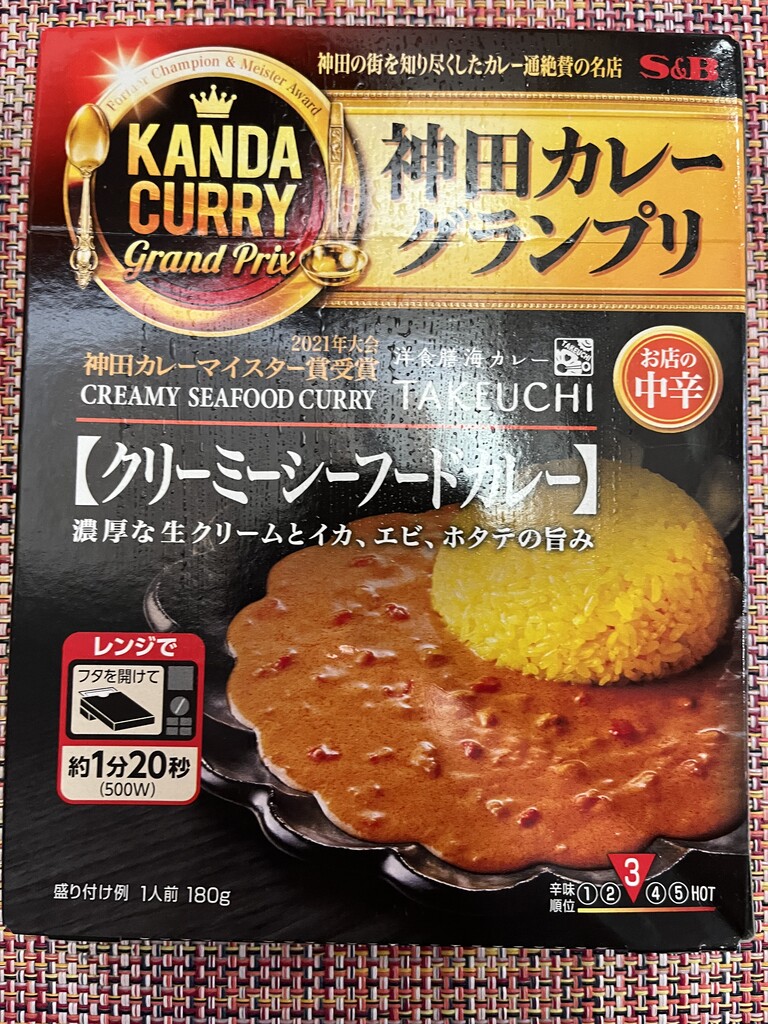 神田の街を知り尽くしたカレー通絶賛の名店
S&B
Champion & Meister Award
KANDA
CURRY
Grand Prix
神田カレー
グランプリ
2021年大会
神田カレーマイスター賞受賞
CREAMY SEAFOOD CURRY
洋食膳 海カレー
TAKEUCHI
TAKEUCHI
お店の
中辛
【クリーミーシーフードカレー】
濃厚な生クリームとイカ、エビ、ホタテの旨み
レンジで
フタを開けて
約1分20秒
(500W)
盛り付け例 1人前 180g
辛味
順位
① ② 3 ④ ⑤ HOT